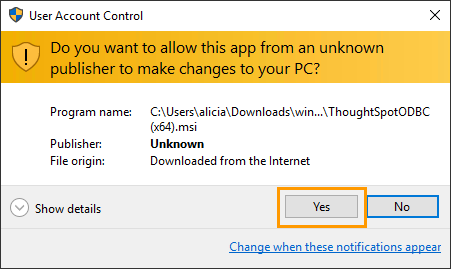 User Account Control
Do you want to allow this app from an unknown
publisher to make changes to your PC?
Program name: C:\Users\alicia\Downloads\win...\ThoughtSpotODBC
(x64).msi
Publisher: Unknown
File origin: Downloaded from the Internet
Show details Yes No
Change when these notifications appear